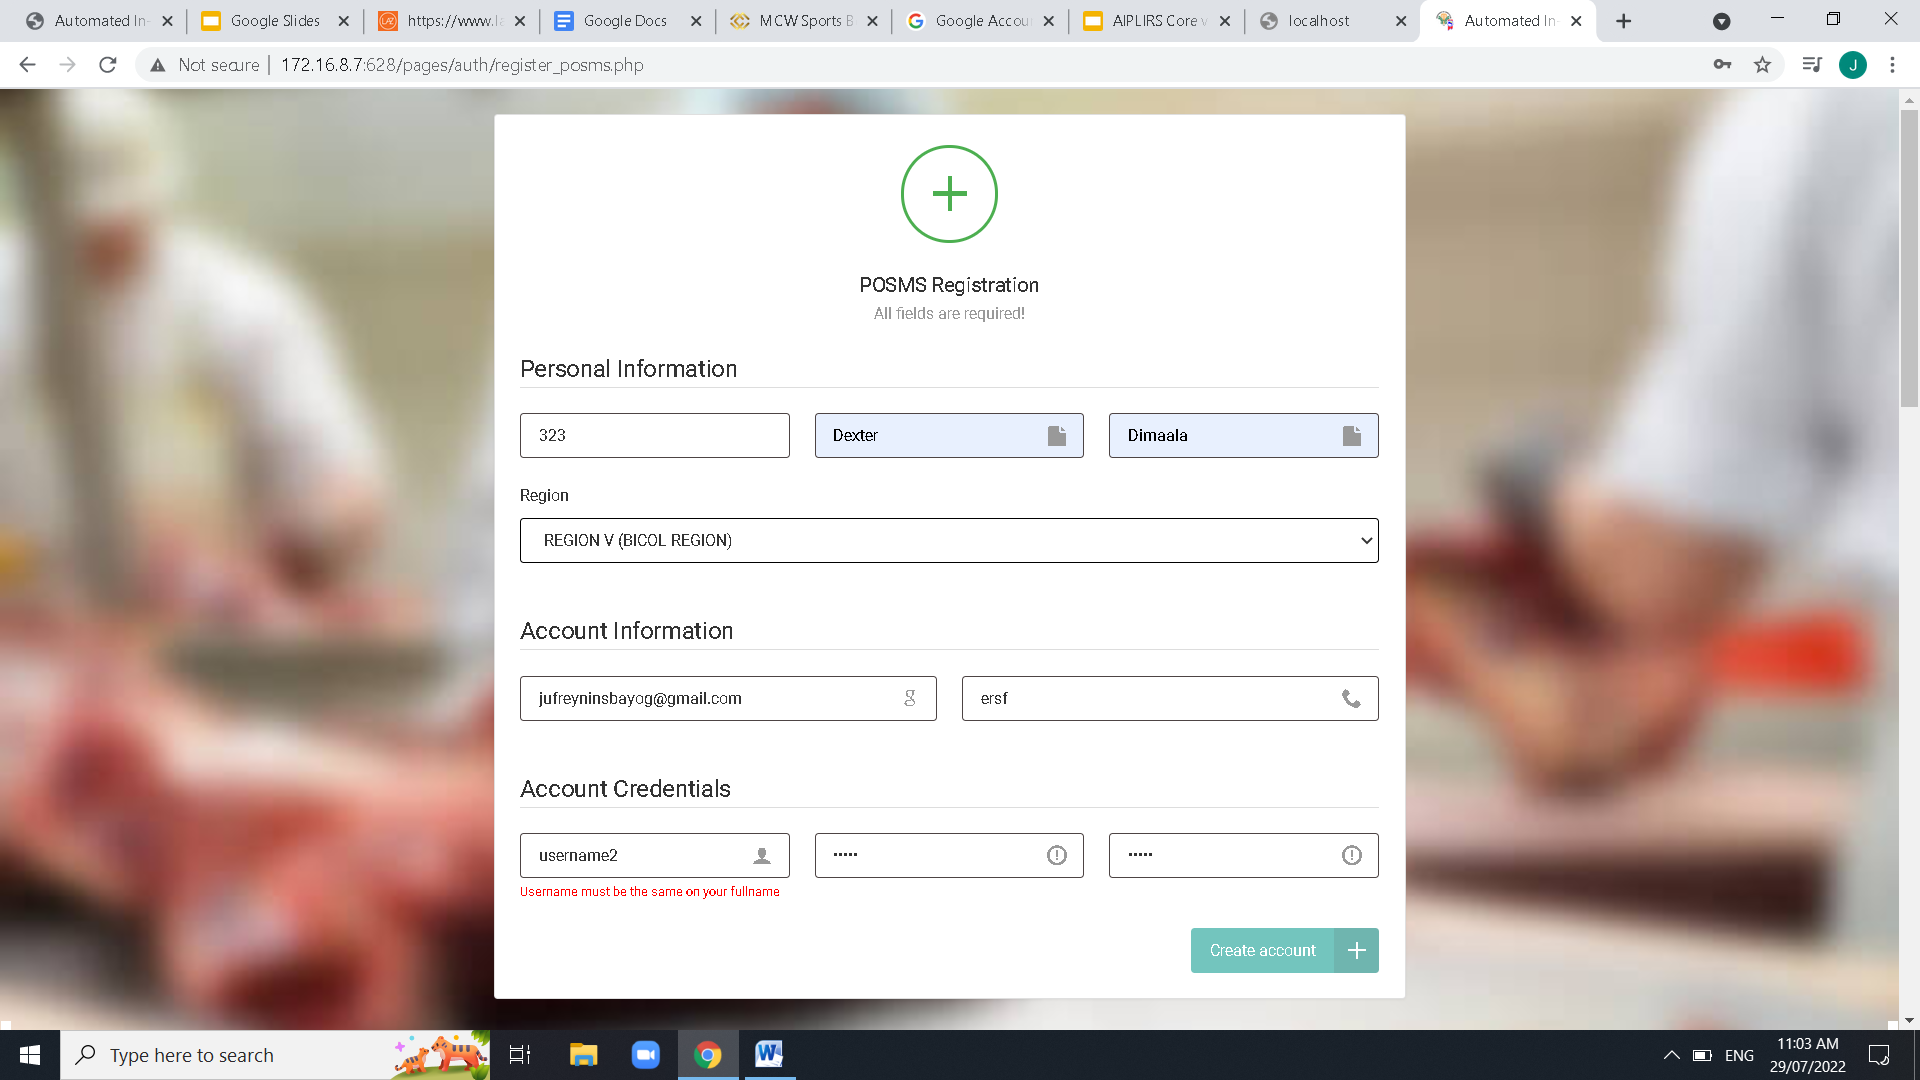 Automated In-
Google Slides
https://www.la
Google Docs
MCW Sports B
Google Accou
AIPLIRS Core v
localhost
Automated In-
Not secure
172.16.8.7:628/pages/auth/register_posms.php
J
POSMS Registration
All fields are required!
Personal Information
323
Dexter
Dimaala
Region
REGION V (BICOL REGION)
Account Information
jufreyninsbayog@gmail.com
ersf
Account Credentials
username2
•••••
•••••
Username must be the same on your fullname
Create account
Type here to search
ENG
11:03 AM
29/07/2022